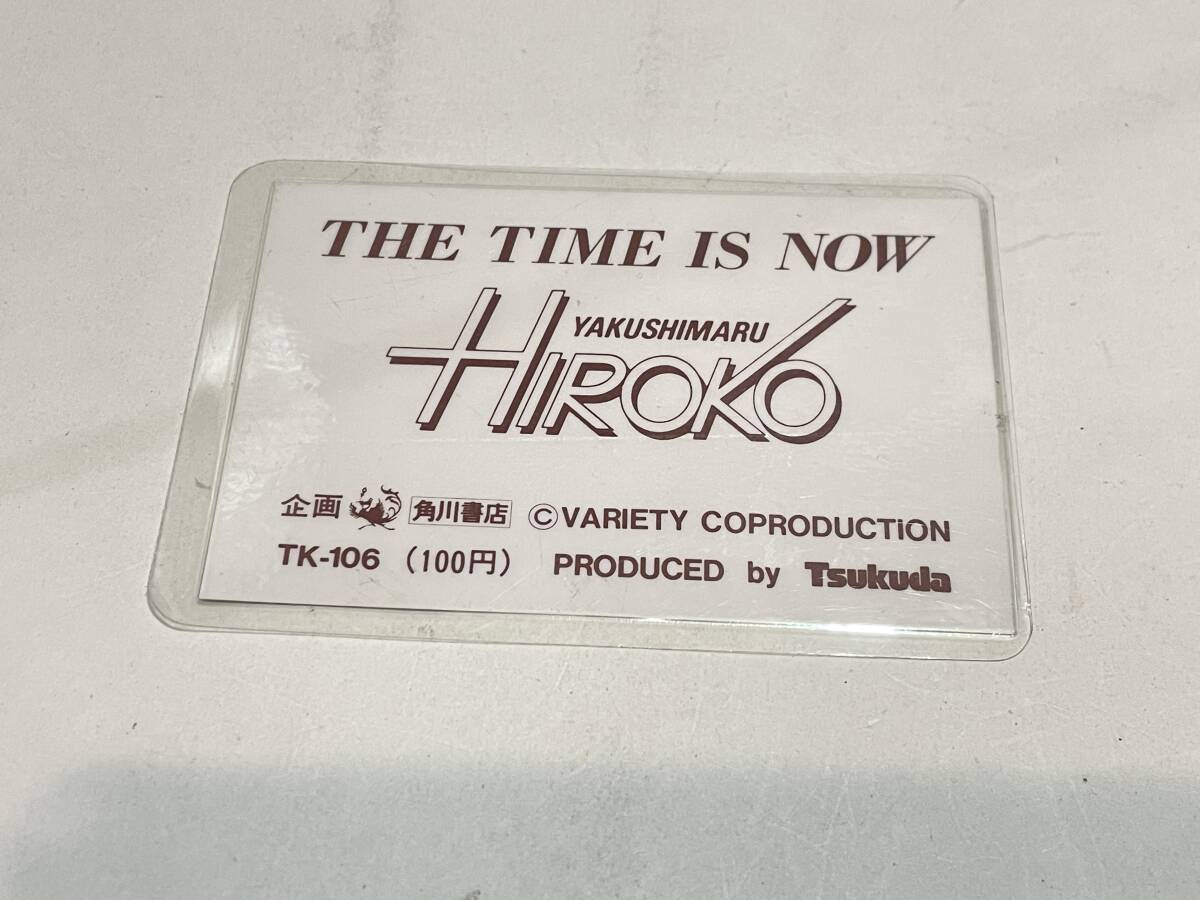 THE TIME IS NOW
YAKUSHIMARU
HIROKO
企画 角川書店 ©VARIETY COPRODUCTiON
TK-106 (100円) PRODUCED by Tsukuda